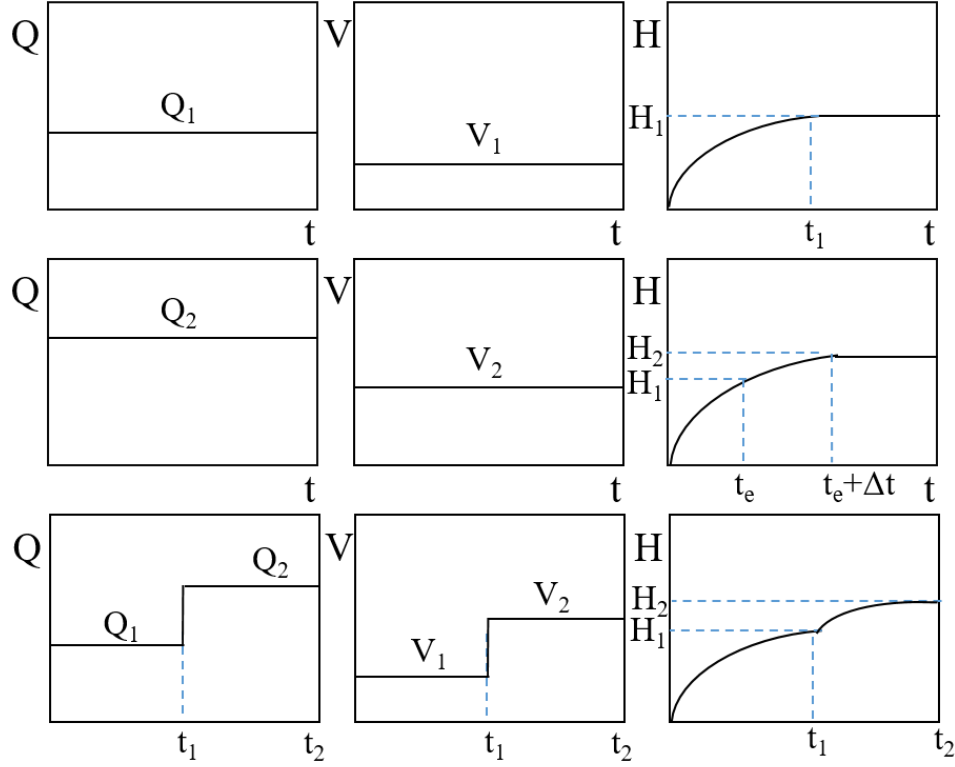 Q V H
Q₁ V₁ H₁
t t t₁ t
Q V H
Q₂ V₂ H₂
H₁
t t tₑ tₑ+Δt t
Q V H
Q₁ Q₂ V₁ V₂ H₂
H₁
t₁ t₂ t₁ t₂ t₁ t₂